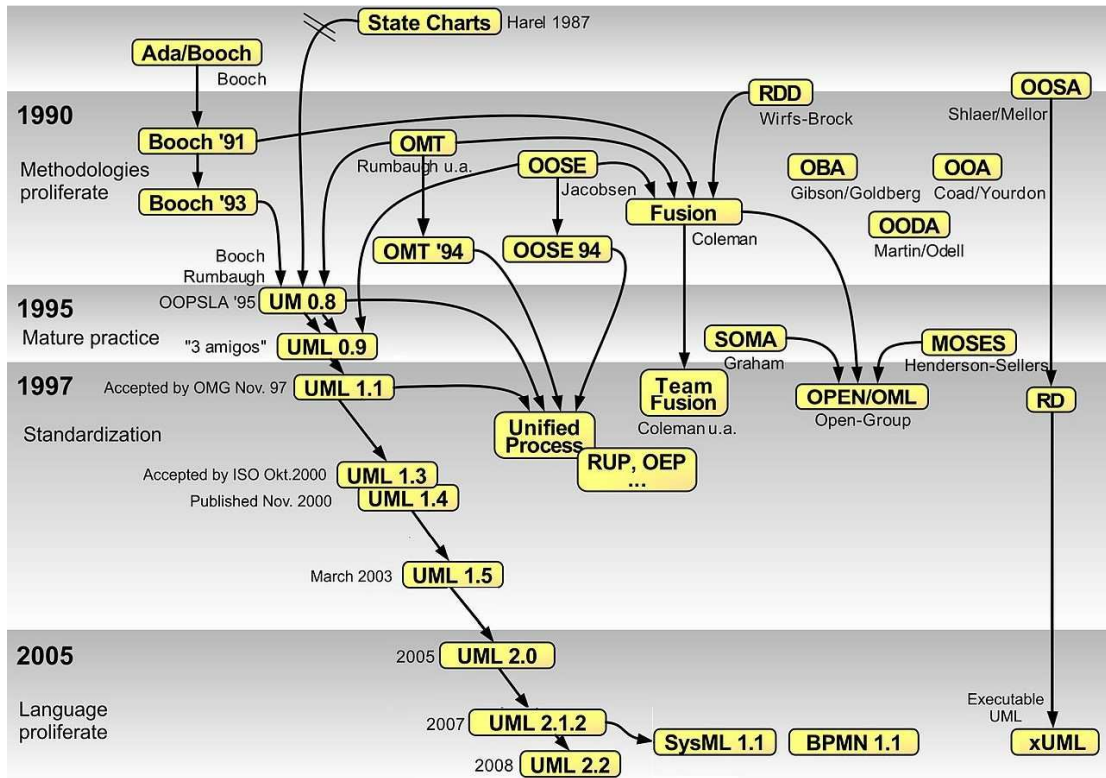 State Charts Harel 1987
Ada/Booch
Booch
1990
RDD
Wirfs-Brock
OOSA
Shlaer/Mellor
Booch '91
OMT
Rumbaugh u.a.
OOSE
Jacobsen
Methodologies
proliferate
OBA
Gibson/Goldberg
OOA
Coad/Yourdon
Booch '93
Fusion
Coleman
OODA
Martin/Odell
OMT '94
OOSE 94
Booch
Rumbaugh
OOPSLA '95 UM 0.8
1995
Mature practice
"3 amigos" UML 0.9
SOMA
Graham
MOSES
Henderson-Sellers
1997
Accepted by OMG Nov. 97 UML 1.1
Team
Fusion
Coleman u.a.
OPEN/OML
Open-Group
RD
Standardization
Unified
Process
RUP, OEP
...
Accepted by ISO Okt.2000 UML 1.3
Published Nov. 2000 UML 1.4
March 2003 UML 1.5
2005
2005 UML 2.0
Language
proliferate
2007 UML 2.1.2
Executable
UML
SysML 1.1
BPMN 1.1
xUML
2008 UML 2.2